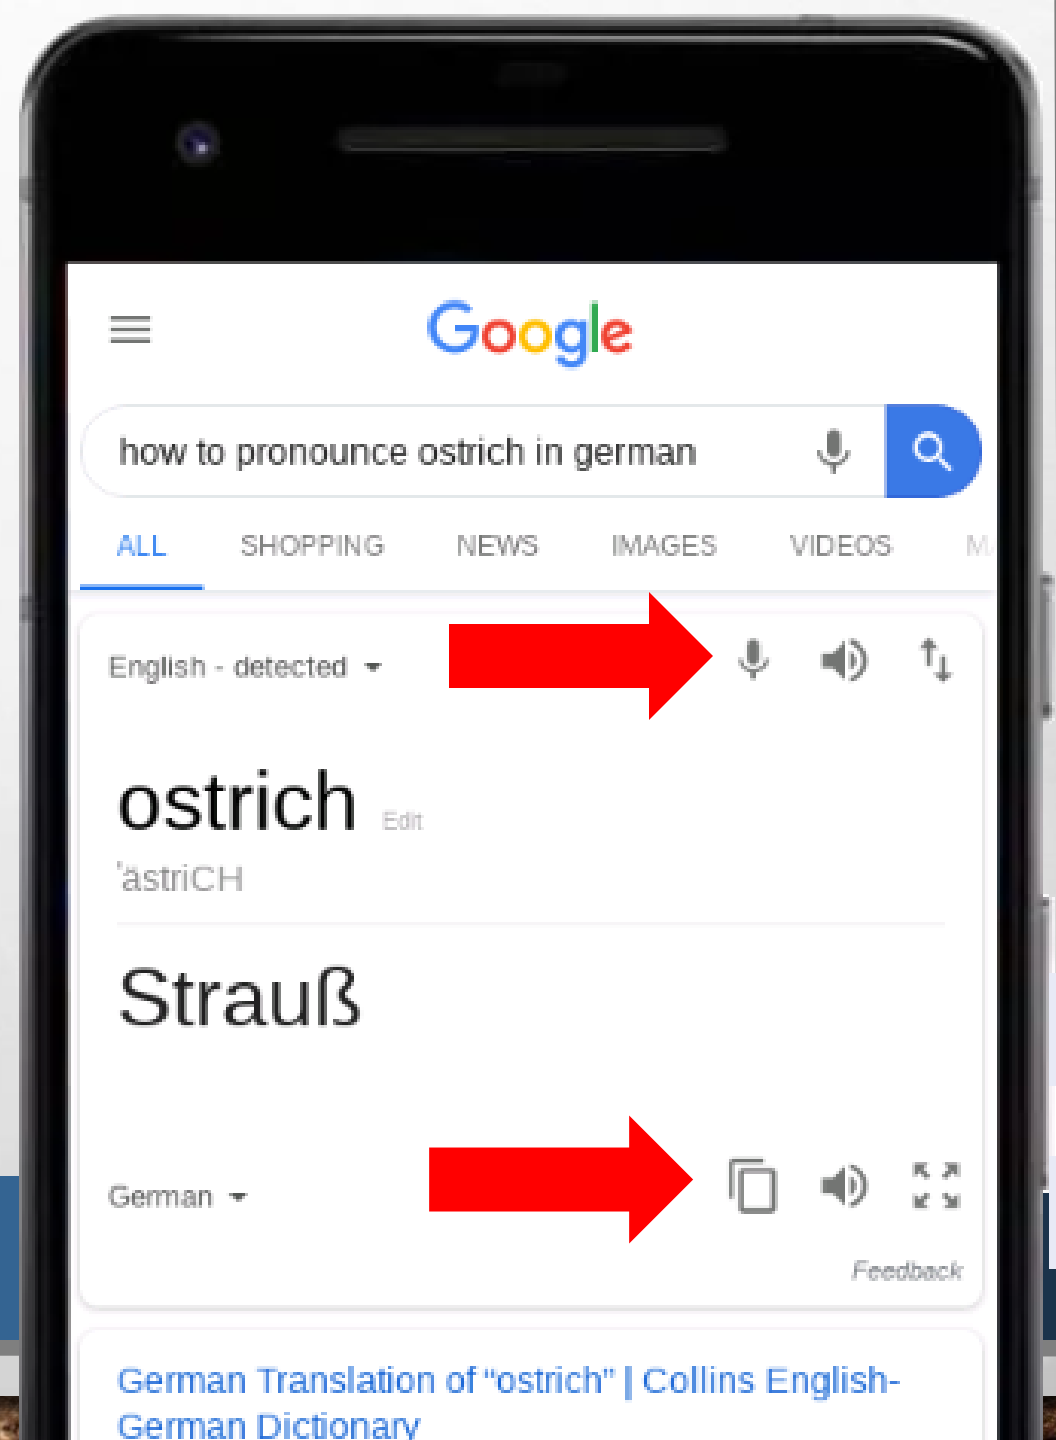 Google
how to pronounce ostrich in german
ALL SHOPPING NEWS IMAGES VIDEOS
English - detected
ostrich Edit
'ästriCH
Strauß
German
Feedback
German Translation of “ostrich” | Collins English-
German Dictionary